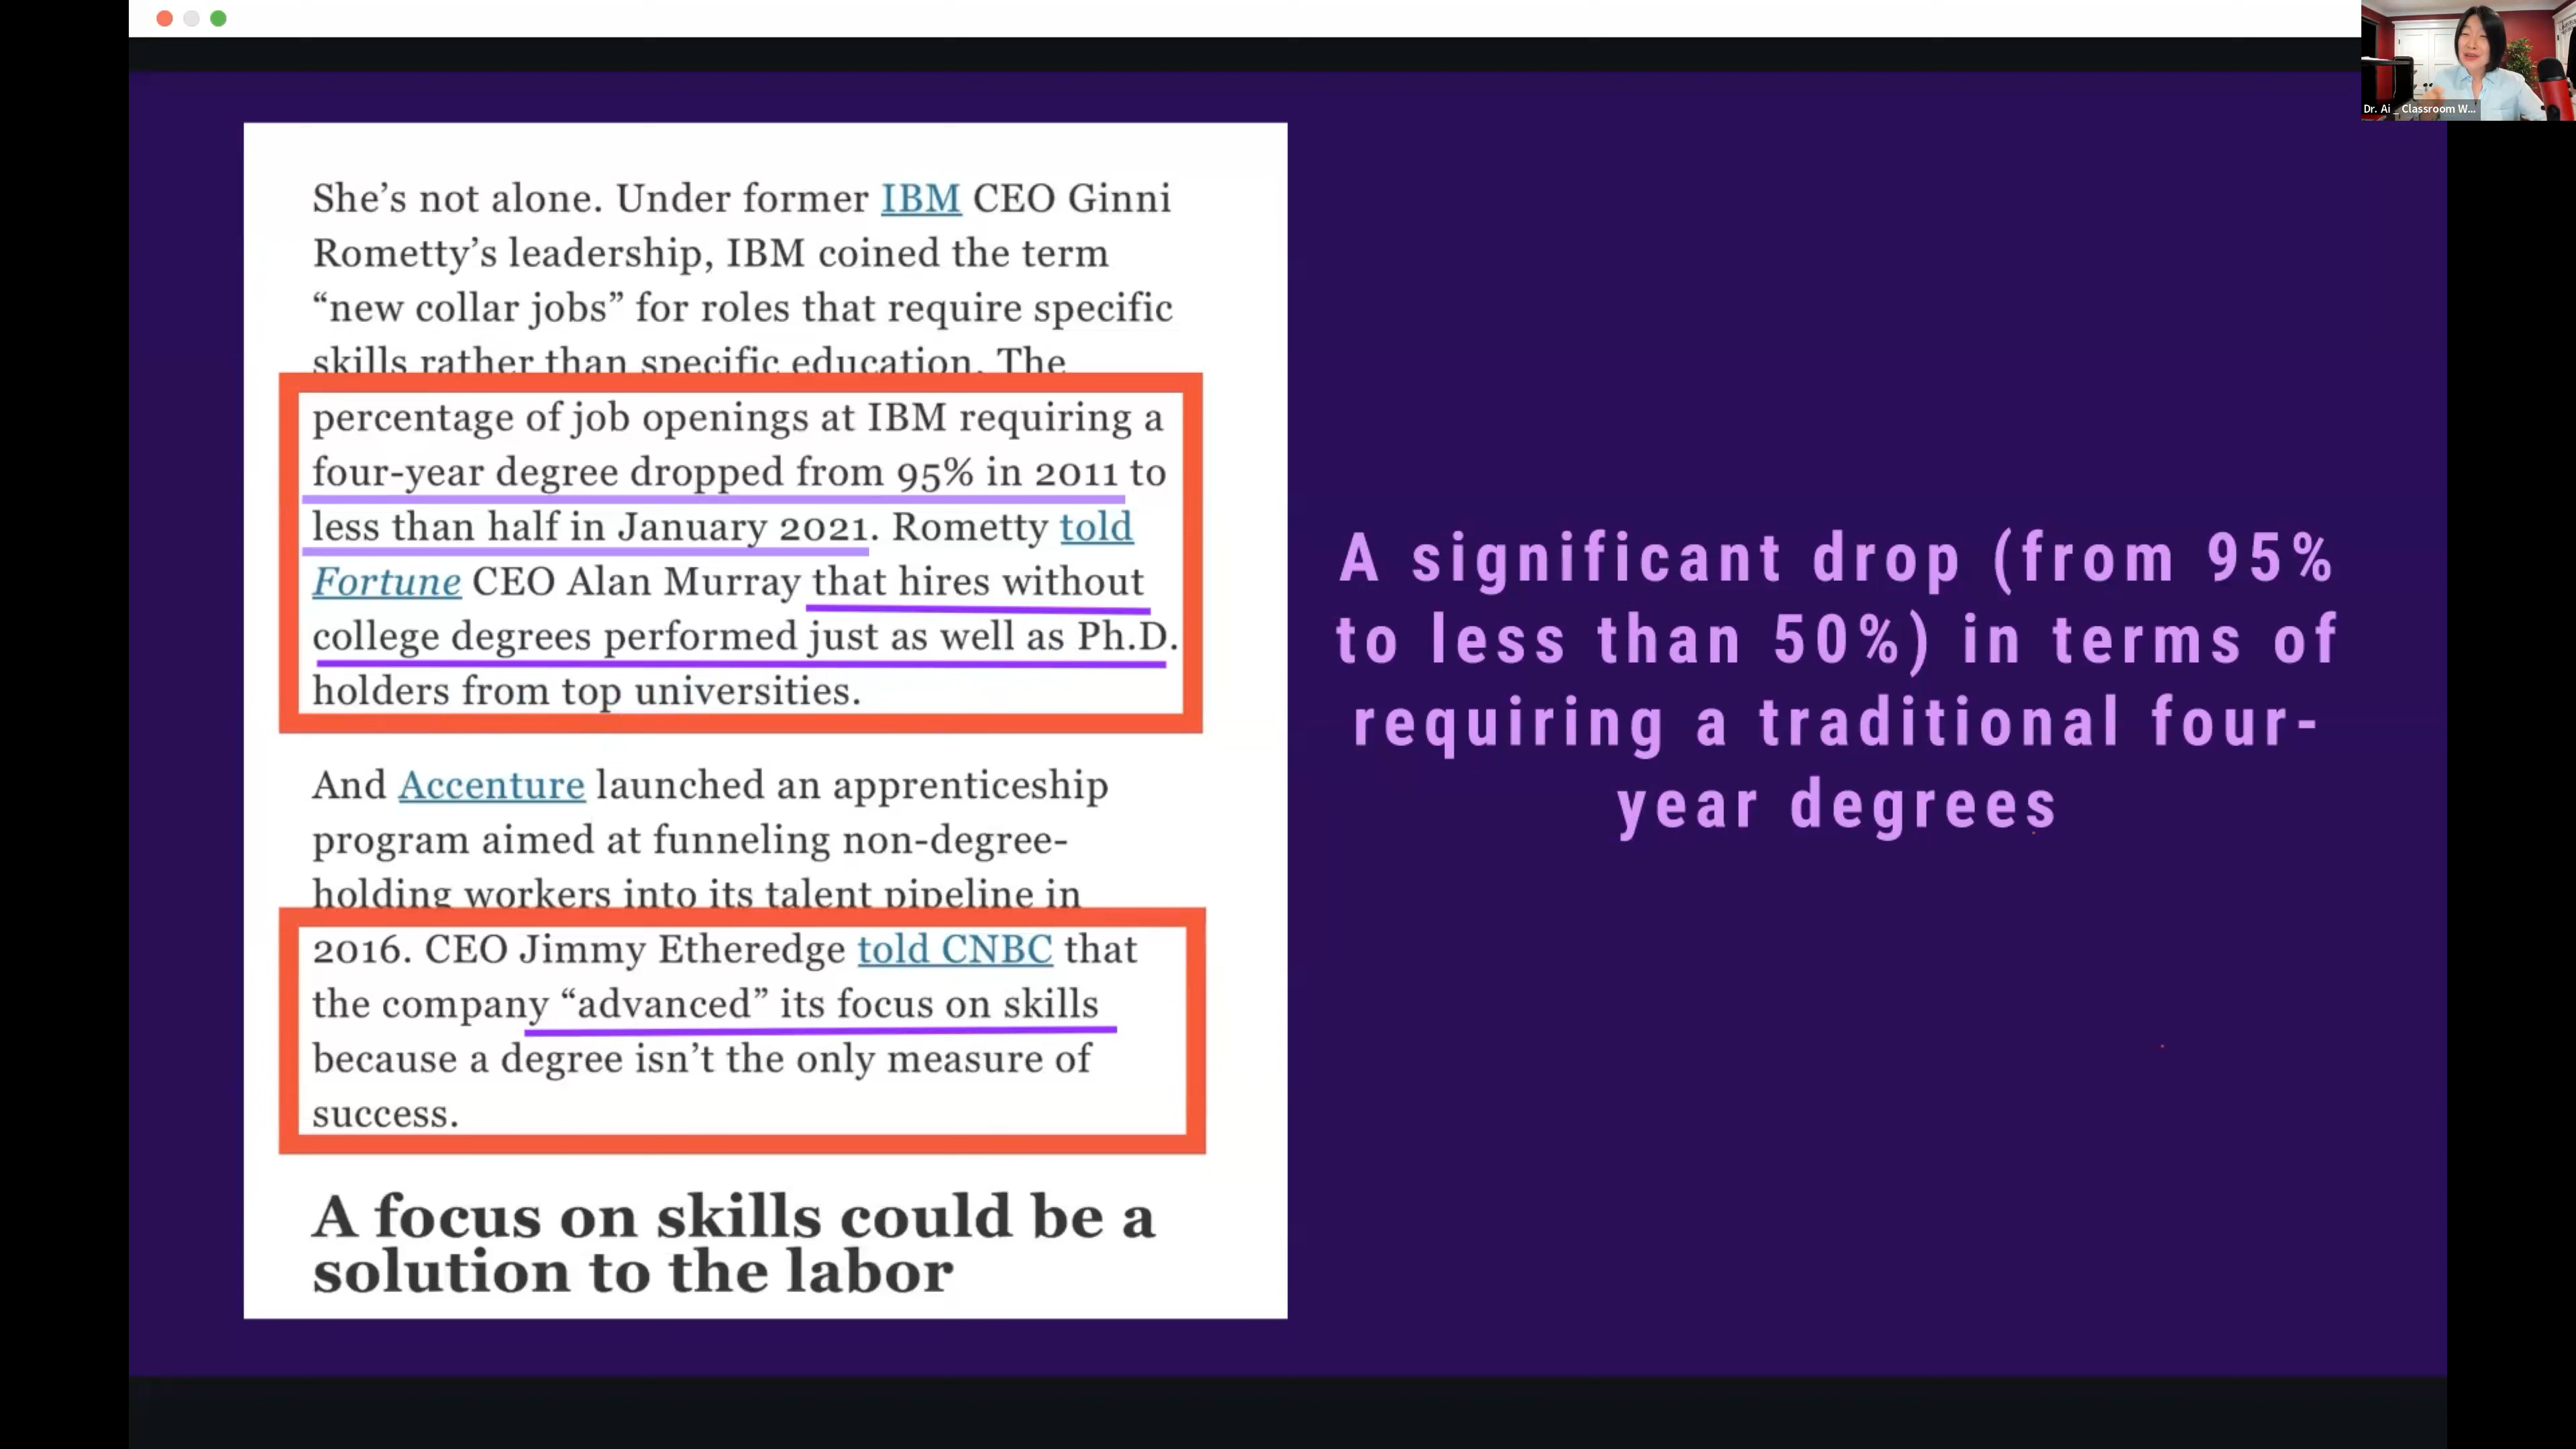 She’s not alone. Under former IBM CEO Ginni
Rometty’s leadership, IBM coined the term
“new collar jobs” for roles that require specific
skills rather than specific education. The
percentage of job openings at IBM requiring a
four-year degree dropped from 95% in 2011 to
less than half in January 2021. Rometty told
Fortune CEO Alan Murray that hires without
college degrees performed just as well as Ph.D.
holders from top universities.
And Accenture launched an apprenticeship
program aimed at funneling non-degree-
holding workers into its talent pipeline in
2016. CEO Jimmy Etheredge told CNBC that
the company “advanced” its focus on skills
because a degree isn’t the only measure of
success.
A focus on skills could be a
solution to the labor
A significant drop (from 95%
to less than 50%) in terms of
requiring a traditional four-
year degrees
Dr. Ai _ Classroom W...